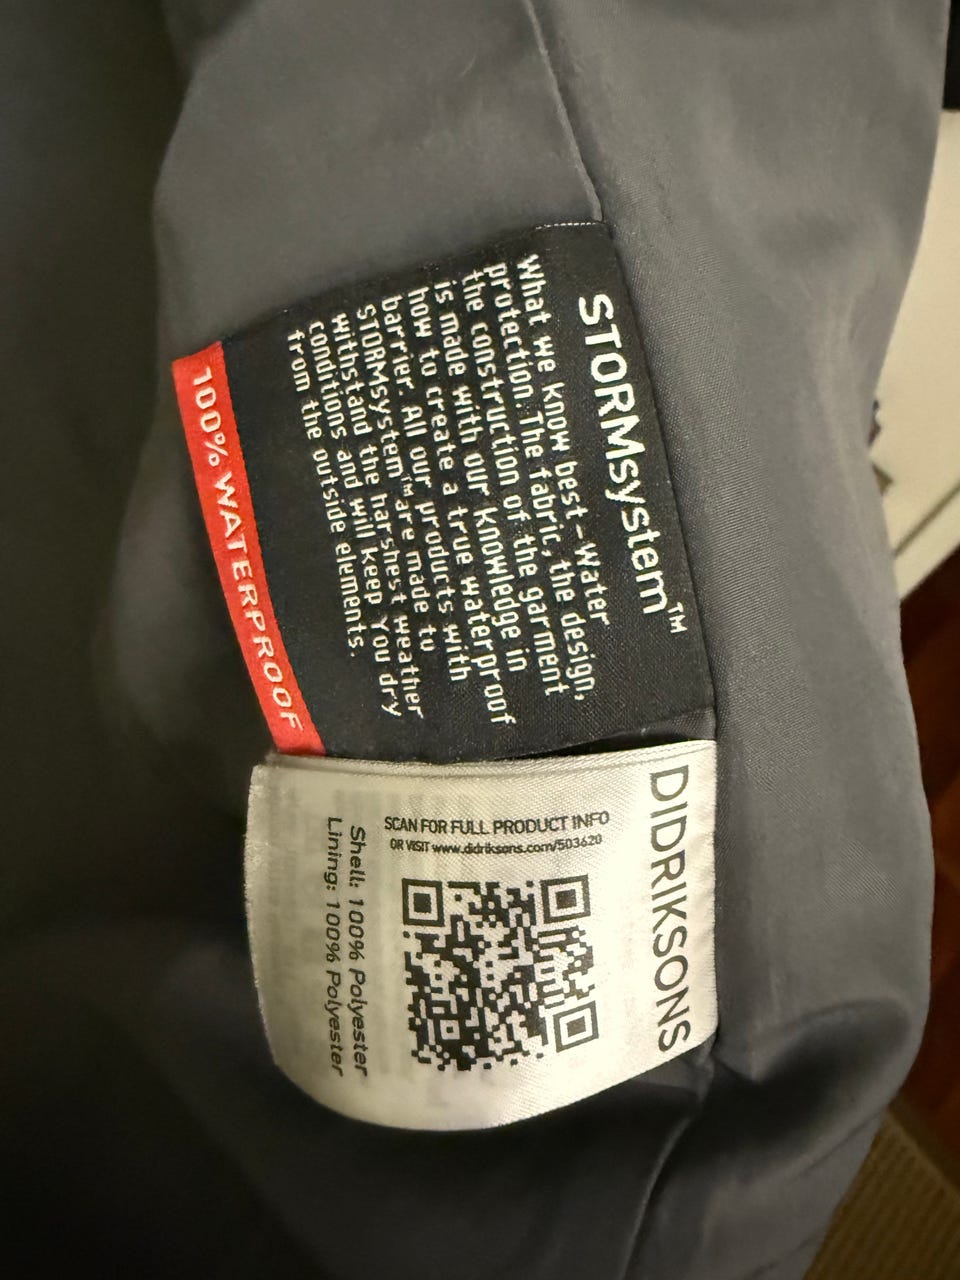 STORMsystem™
What we know best-water
protection. The fabric, the design,
the construction of the garment
is made with our knowledge in
how to create a true waterproof
barrier. All our products with
STORMsystem™ are made to
withstand the harshest weather
conditions and will keep you dry
from the outside elements.
100% WATERPROOF
DIDRIKSONS
SCAN FOR FULL PRODUCT INFO
OR VISIT www.didriksons.com/503620
Shell: 100% Polyester
Lining: 100% Polyester